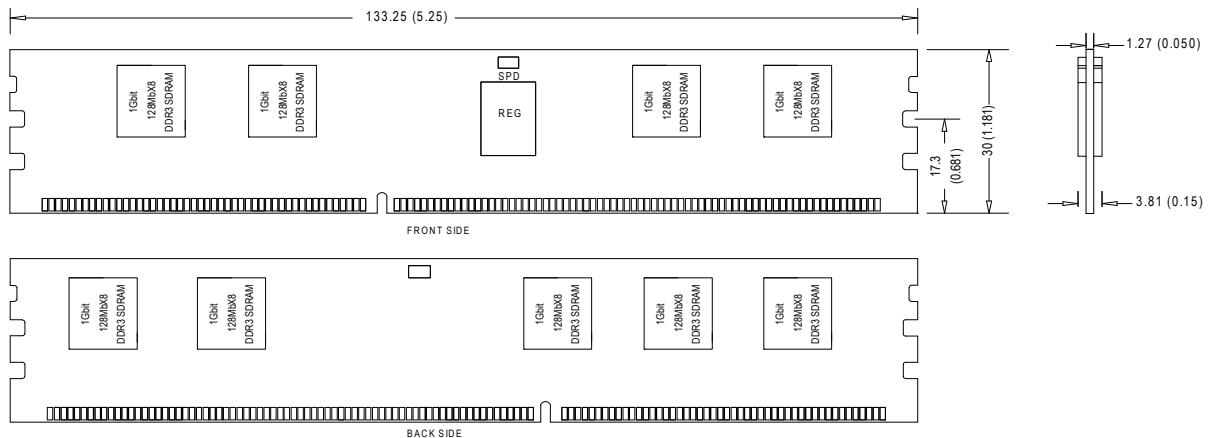 133.25 (5.25)
1.27 (0.050)
SPD
REG
1Gbit
128MbX8
DDR3 SDRAM
1Gbit
128MbX8
DDR3 SDRAM
1Gbit
128MbX8
DDR3 SDRAM
1Gbit
128MbX8
DDR3 SDRAM
17.3
(0.681)
30 (1.181)
3.81 (0.15)
FRONT SIDE
1Gbit
128MbX8
DDR3 SDRAM
1Gbit
128MbX8
DDR3 SDRAM
1Gbit
128MbX8
DDR3 SDRAM
1Gbit
128MbX8
DDR3 SDRAM
1Gbit
128MbX8
DDR3 SDRAM
BACK SIDE